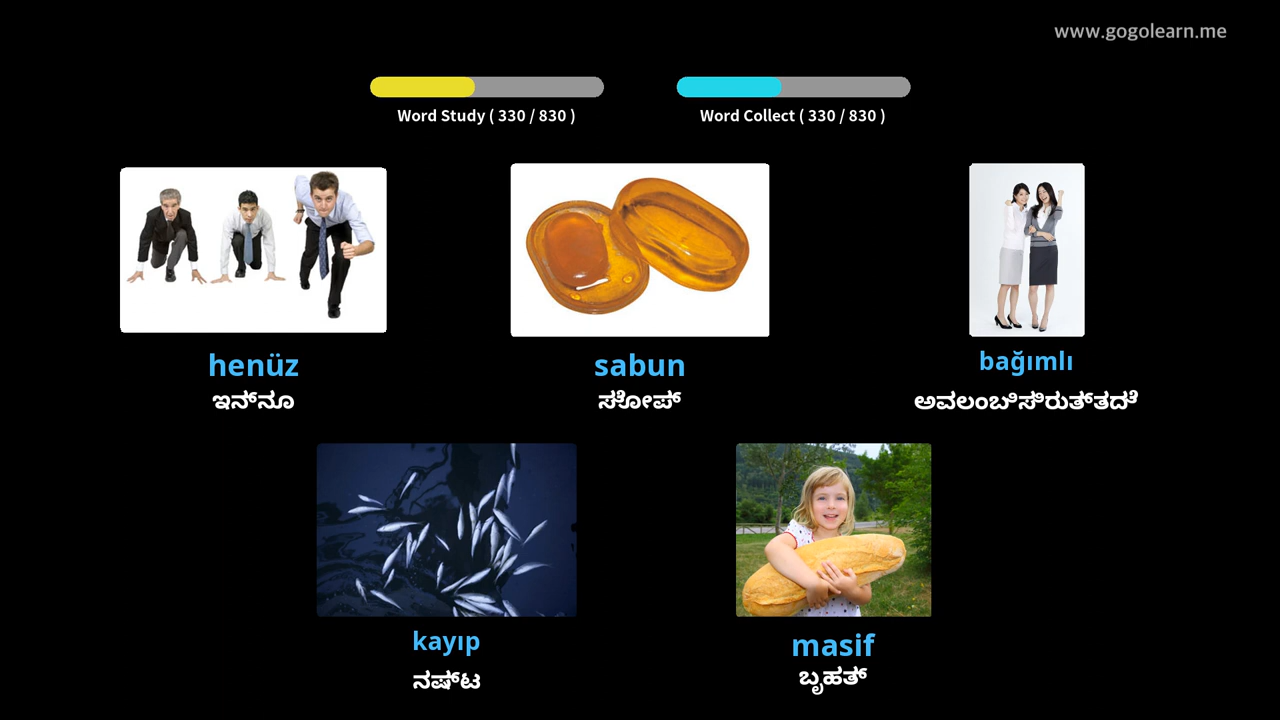 www.gogolearn.me
Word Study ( 330 / 830 )
Word Collect ( 330 / 830 )
henüz
ಇನ್ನೂ
sabun
ಸೋಪ್
bağımlı
ಅವಲಂಬಿಸಿರುತ್ತದೆ
kayıp
ನಷ್ಟ
masif
ಬೃಹತ್